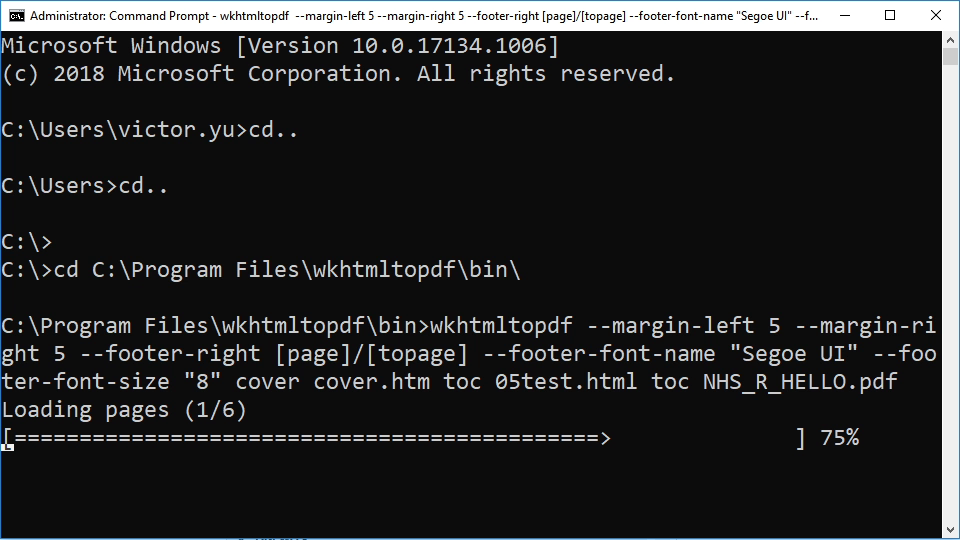 Administrator: Command Prompt - wkhtmltopdf --margin-left 5 --margin-right 5 --footer-right [page]/[topage] --footer-font-name "Segoe UI" --f...
Microsoft Windows [Version 10.0.17134.1006]
(c) 2018 Microsoft Corporation. All rights reserved.
C:\Users\victor.yu>cd..
C:\Users>cd..
C:\>
C:\>cd C:\Program Files\wkhtmltopdf\bin\
C:\Program Files\wkhtmltopdf\bin>wkhtmltopdf --margin-left 5 --margin-ri
ght 5 --footer-right [page]/[topage] --footer-font-name "Segoe UI" --foo
ter-font-size "8" cover cover.htm toc 05test.html toc NHS_R_HELLO.pdf
Loading pages (1/6)
[=============================================> ] 75%